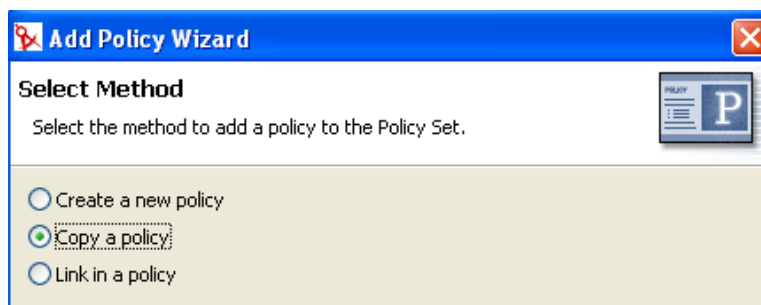 Add Policy Wizard
Select Method
Select the method to add a policy to the Policy Set.
POLICY
P
Create a new policy
Copy a policy
Link in a policy